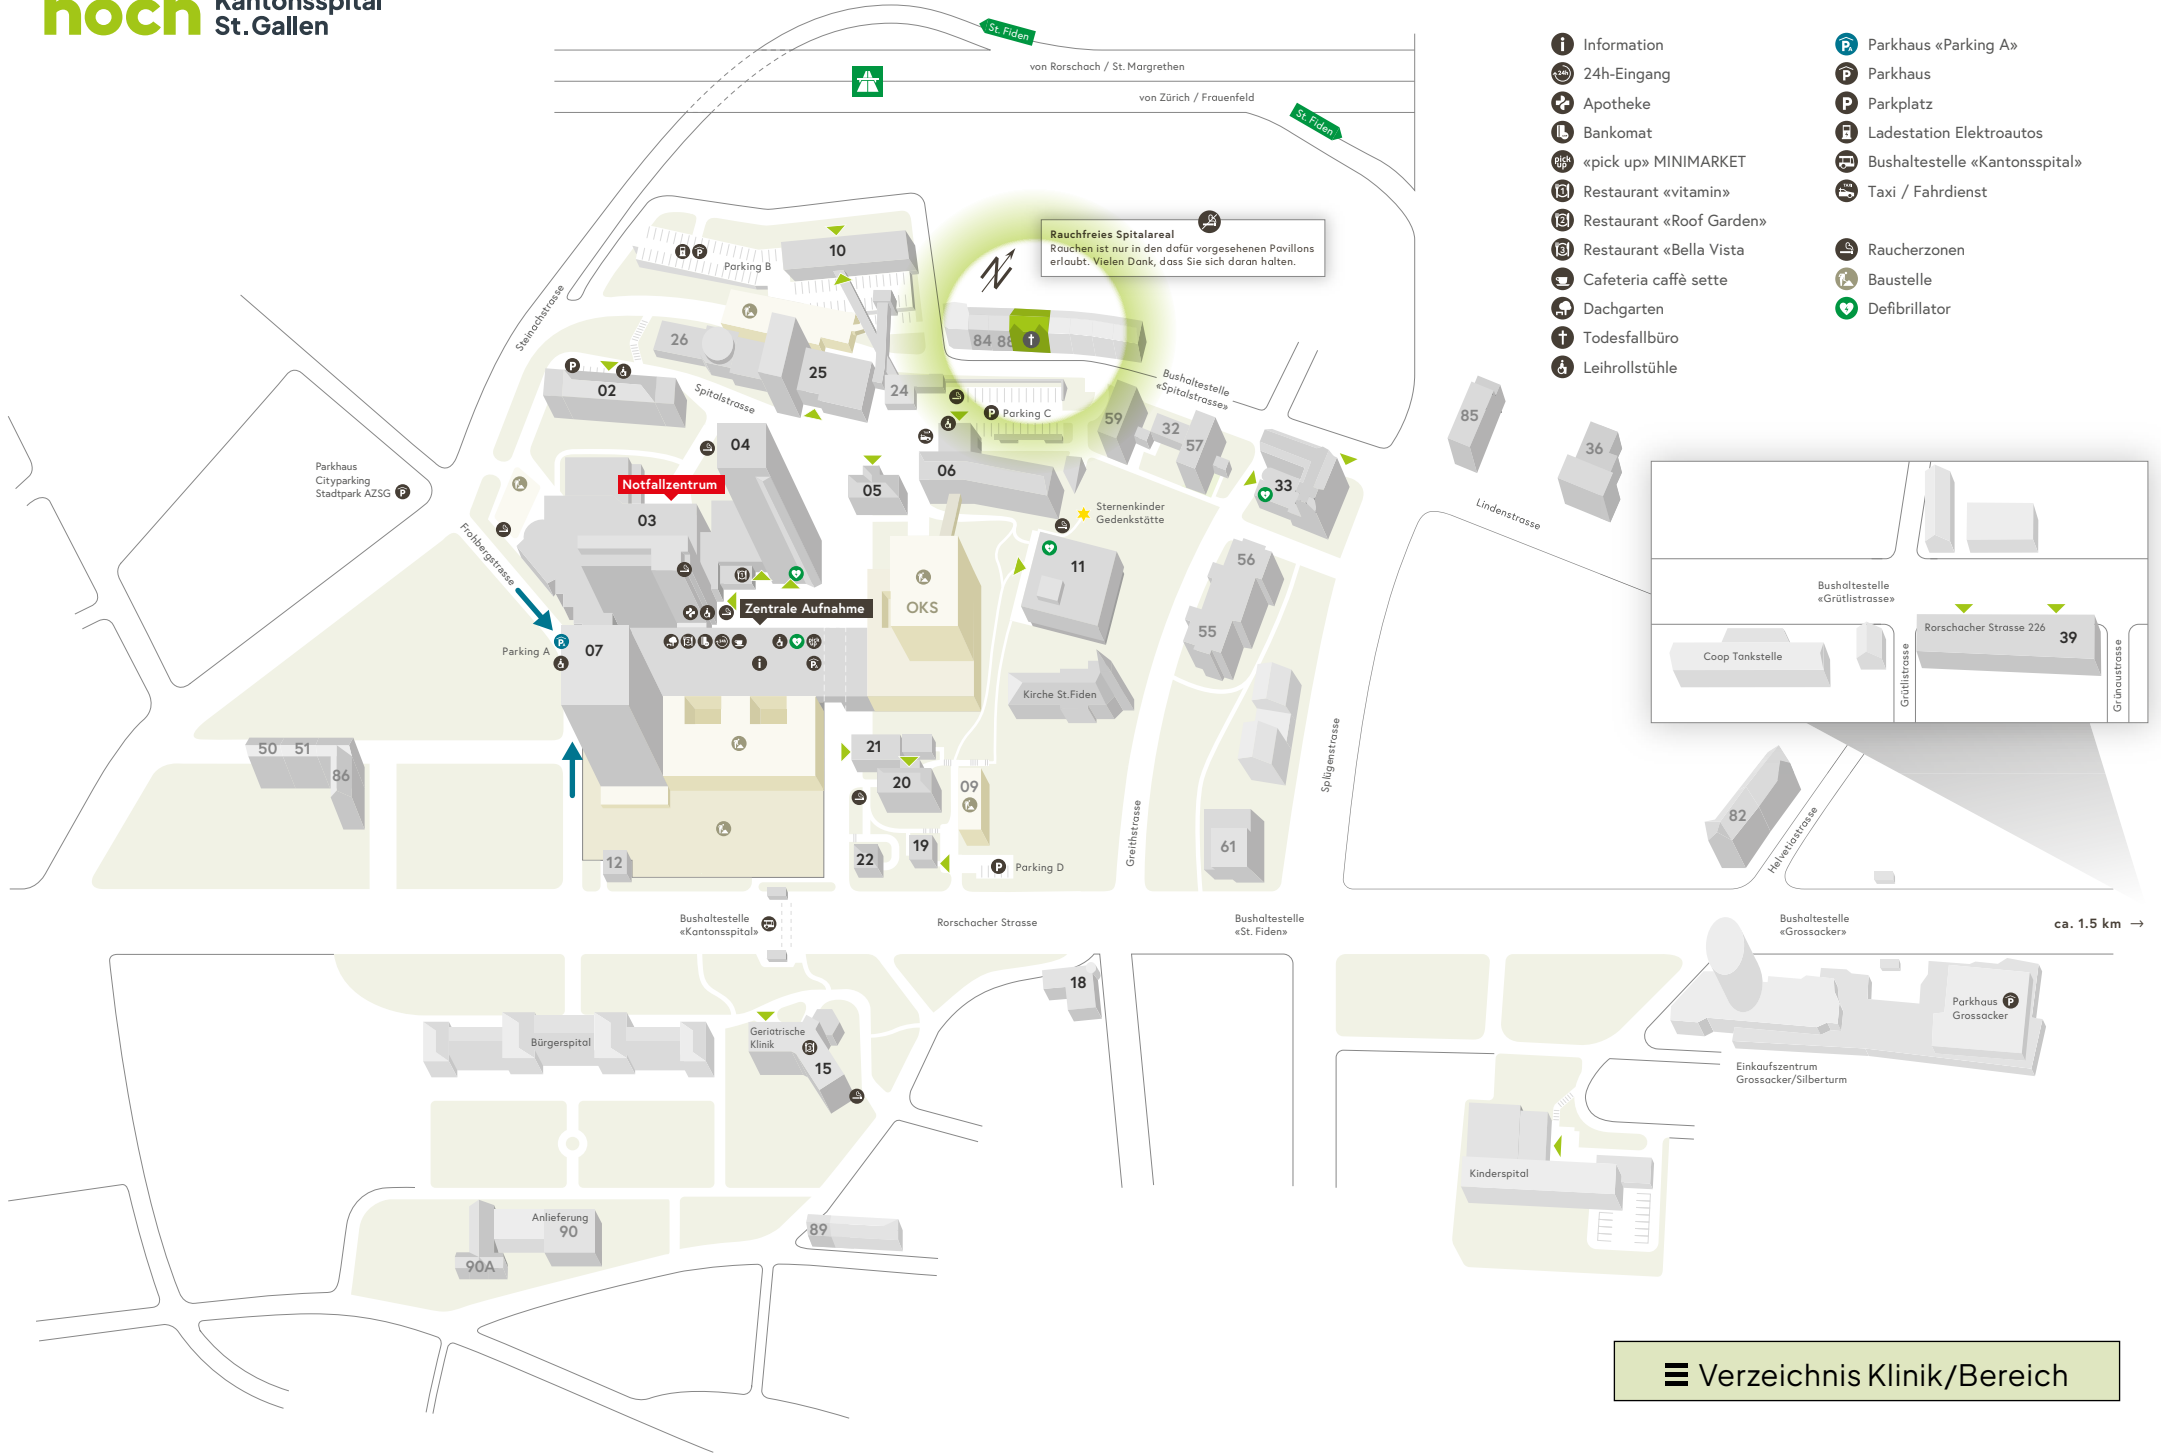 noch Kantonsspital
St.Gallen
St. Fiden
von Rorschach / St. Margrethen
von Zürich / Frauenfeld
St. Fiden
Information
24h-Eingang
Apotheke
Bankomat
«pick up» MINIMARKET
Restaurant «vitamin»
Restaurant «Roof Garden»
Restaurant «Bella Vista
Cafeteria caffè sette
Dachgarten
Todesfallbüro
Leihrollstühle
Parkhaus «Parking A»
Parkhaus
Parkplatz
Ladestation Elektroautos
Bushaltestelle «Kantonsspital»
Taxi / Fahrdienst
Raucherzonen
Baustelle
Defibrillator
Rauchfreies Spitalareal
Rauchen ist nur in den dafür vorgesehenen Pavillons
erlaubt. Vielen Dank, dass Sie sich daran halten.
Parking B
10
Steinachstrasse
26
25
24
84 88
02
Spitalstrasse
Parking C
Bushaltestelle
«Spitalstrasse»
59
32
57
85
36
33
04
05
06
Parkhaus
Cityparking
Stadtpark AZSG
Notfallzentrum
03
Sternenkinder
Gedenkstätte
Lindenstrasse
Frohbergstrasse
11
56
55
OKS
Zentrale Aufnahme
Parking A
07
Kirche St.Fiden
Bushaltestelle
«Grütlistrasse»
Rorschacher Strasse 226
39
Coop Tankstelle
Grütlistrasse
Grünaustrasse
50 51
86
21
20
09
Splügenstrasse
Greithstrasse
82
Helvetiastrasse
12
22
19
Parking D
61
Bushaltestelle
«Kantonsspital»
Rorschacher Strasse
Bushaltestelle
«St. Fiden»
Bushaltestelle
«Grossacker»
ca. 1.5 km →
18
Parkhaus
Grossacker
Bürgerspital
Geriatrische
Klinik
15
Einkaufszentrum
Grossacker/Silberturm
Kinderspital
Anlieferung
90
90A
89
Verzeichnis Klinik/Bereich